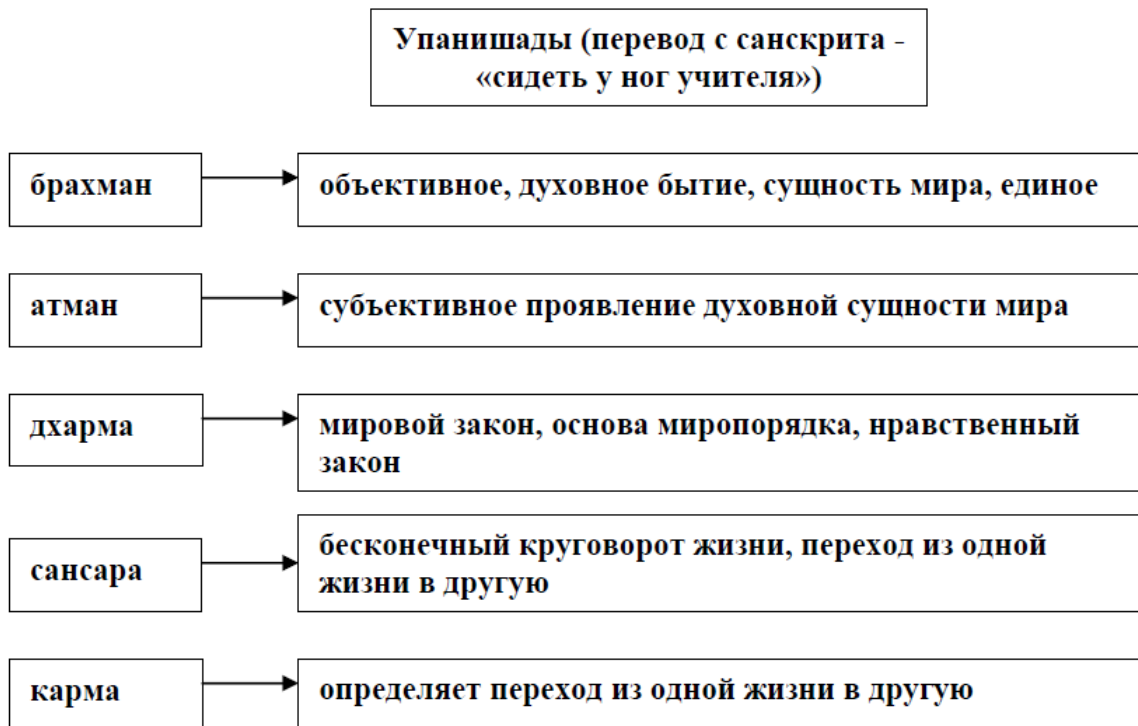 Упанишады (перевод с санскрита -
«сидеть у ног учителя»)
брахман
объективное, духовное бытие, сущность мира, единое
атман
субъективное проявление духовной сущности мира
дхарма
мировой закон, основа миропорядка, нравственный
закон
сансара
бесконечный круговорот жизни, переход из одной
жизни в другую
карма
определяет переход из одной жизни в другую